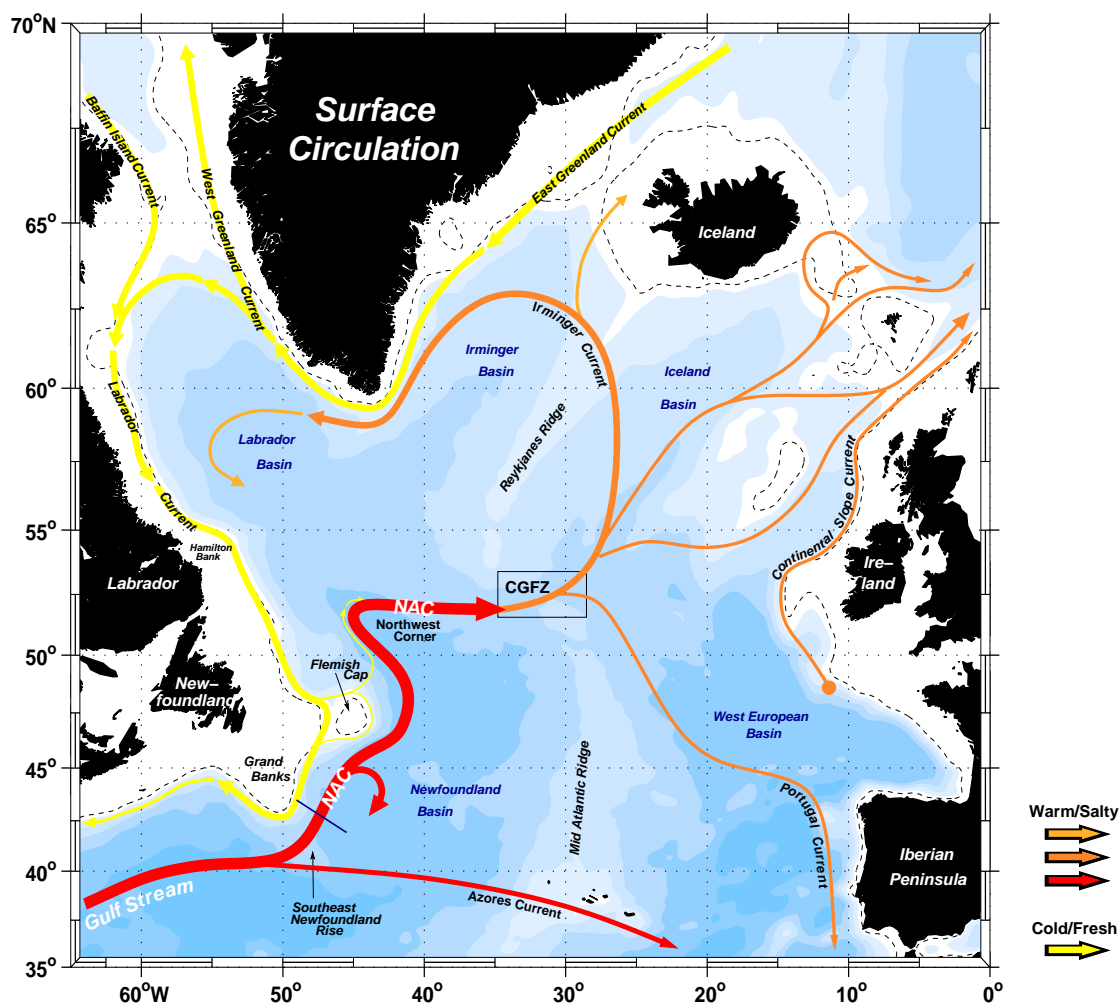 70°N
65°
60°
55°
50°
45°
40°
35°
60°W
50°
40°
30°
20°
10°
0°
Surface
Circulation
Baffin Island Current
West Greenland Current
East Greenland Current
Iceland
Irminger Current
Irminger
Basin
Iceland
Basin
Reykjanes Ridge
Labrador
Basin
Labrador Current
Hamilton
Bank
Labrador
Continental Slope Current
Ire–
land
CGFZ
NAC
Northwest
Corner
Flemish
Cap
New–
foundland
West European
Basin
Grand
Banks
NAC
Newfoundland
Basin
Mid Atlantic Ridge
Portugal Current
Iberian
Peninsula
Gulf Stream
Southeast
Newfoundland
Rise
Azores Current
Warm/Salty
Cold/Fresh